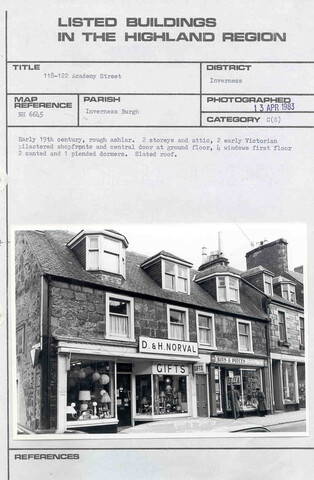 LISTED BUILDINGS
IN THE HIGHLAND REGION
TITLE
118-122 Academy Street
DISTRICT
Inverness
MAP
REFERENCE
NH 6645
PARISH
Inverness Burgh
PHOTOGRAPHED
13 APR 1983
CATEGORY C(S)
Early 19th century, rough ashlar. 2 storeys and attic, 2 early Victorian
pilastered shopfronts and central door at ground floor, 4 windows first floor
2 canted and 1 piended dormers. Slated roof.
D. & H. NORVAL
GIFTS
REFERENCES